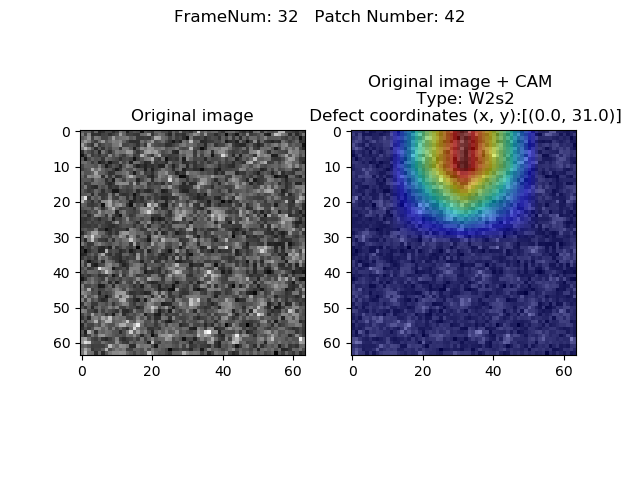 FrameNum: 32   Patch Number: 42
Original image
Original image + CAM
Type: W2s2
Defect coordinates (x, y):[(0.0, 31.0)]
0
10
20
30
40
50
60
0 20 40 60
0
10
20
30
40
50
60
0 20 40 60